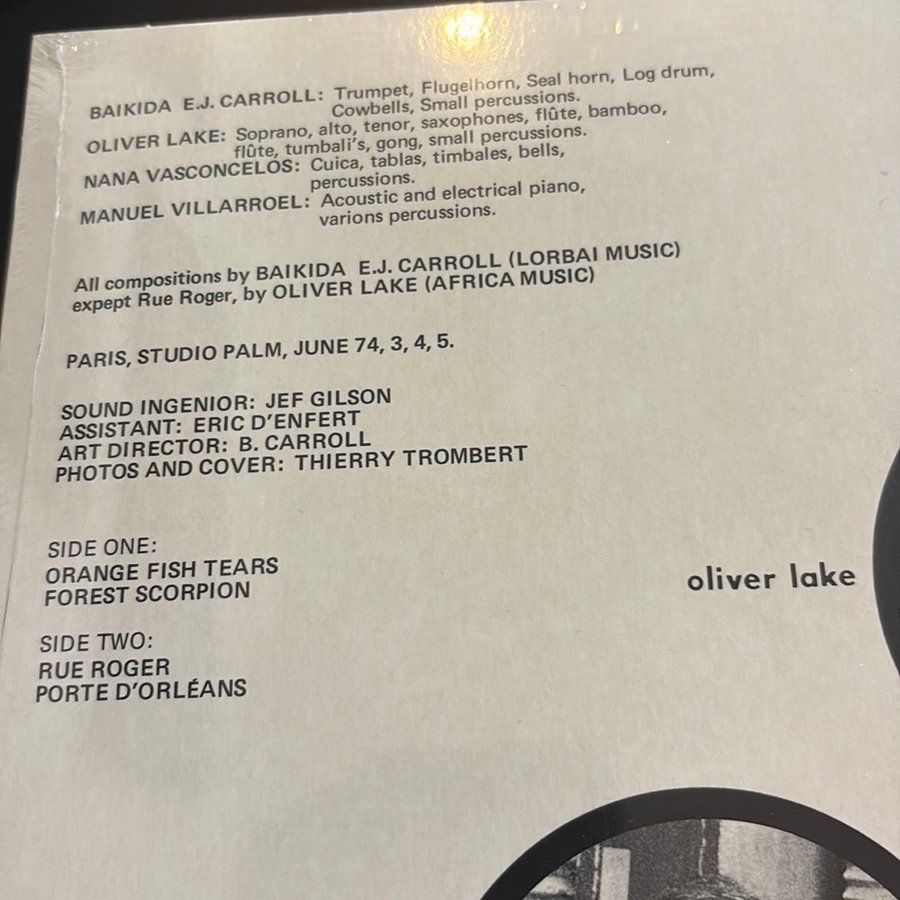 BAIKIDA E.J. CARROLL: Trumpet, Flugelhorn, Seal horn, Log drum,
Cowbells, Small percussions.
OLIVER LAKE: Soprano, alto, tenor, saxophones, flûte, bamboo,
flûte, tumbali's, gong, small percussions.
NANA VASCONCELOS: Cuica, tablas, timbales, bells,
percussions.
MANUEL VILLARROEL: Acoustic and electrical piano,
varions percussions.
All compositions by BAIKIDA E.J. CARROLL (LORBAI MUSIC)
expept Rue Roger, by OLIVER LAKE (AFRICA MUSIC)
PARIS, STUDIO PALM, JUNE 74, 3, 4, 5.
SOUND INGENIOR: JEF GILSON
ASSISTANT: ERIC D'ENFERT
ART DIRECTOR: B. CARROLL
PHOTOS AND COVER: THIERRY TROMBERT
SIDE ONE:
ORANGE FISH TEARS
FOREST SCORPION
oliver lake
SIDE TWO:
RUE ROGER
PORTE D'ORLÉANS